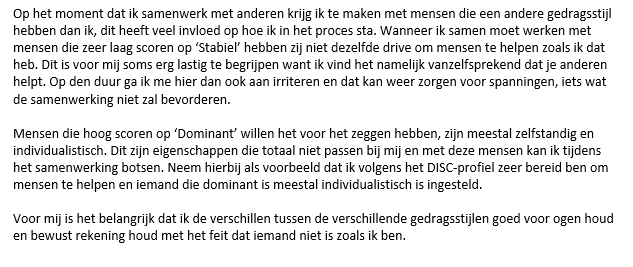 Op het moment dat ik samenwerk met anderen krijg ik te maken met mensen die een andere gedragsstijl
hebben dan ik, dit heeft veel invloed op hoe ik in het proces sta. Wanneer ik samen moet werken met
mensen die zeer laag scoren op ‘Stabiel’ hebben zij niet dezelfde drive om mensen te helpen zoals ik dat
heb. Dit is voor mij soms erg lastig te begrijpen want ik vind het namelijk vanzelfsprekend dat je anderen
helpt. Op den duur ga ik me hier dan ook aan irriteren en dat kan weer zorgen voor spanningen, iets wat
de samenwerking niet zal bevorderen.

Mensen die hoog scoren op ‘Dominant’ willen het voor het zeggen hebben, zijn meestal zelfstandig en
individualistisch. Dit zijn eigenschappen die totaal niet passen bij mij en met deze mensen kan ik tijdens
het samenwerking botsen. Neem hierbij als voorbeeld dat ik volgens het DISC-profiel zeer bereid ben om
mensen te helpen en iemand die dominant is meestal individualistisch is ingesteld.

Voor mij is het belangrijk dat ik de verschillen tussen de verschillende gedragsstijlen goed voor ogen houd
en bewust rekening houd met het feit dat iemand niet is zoals ik ben.